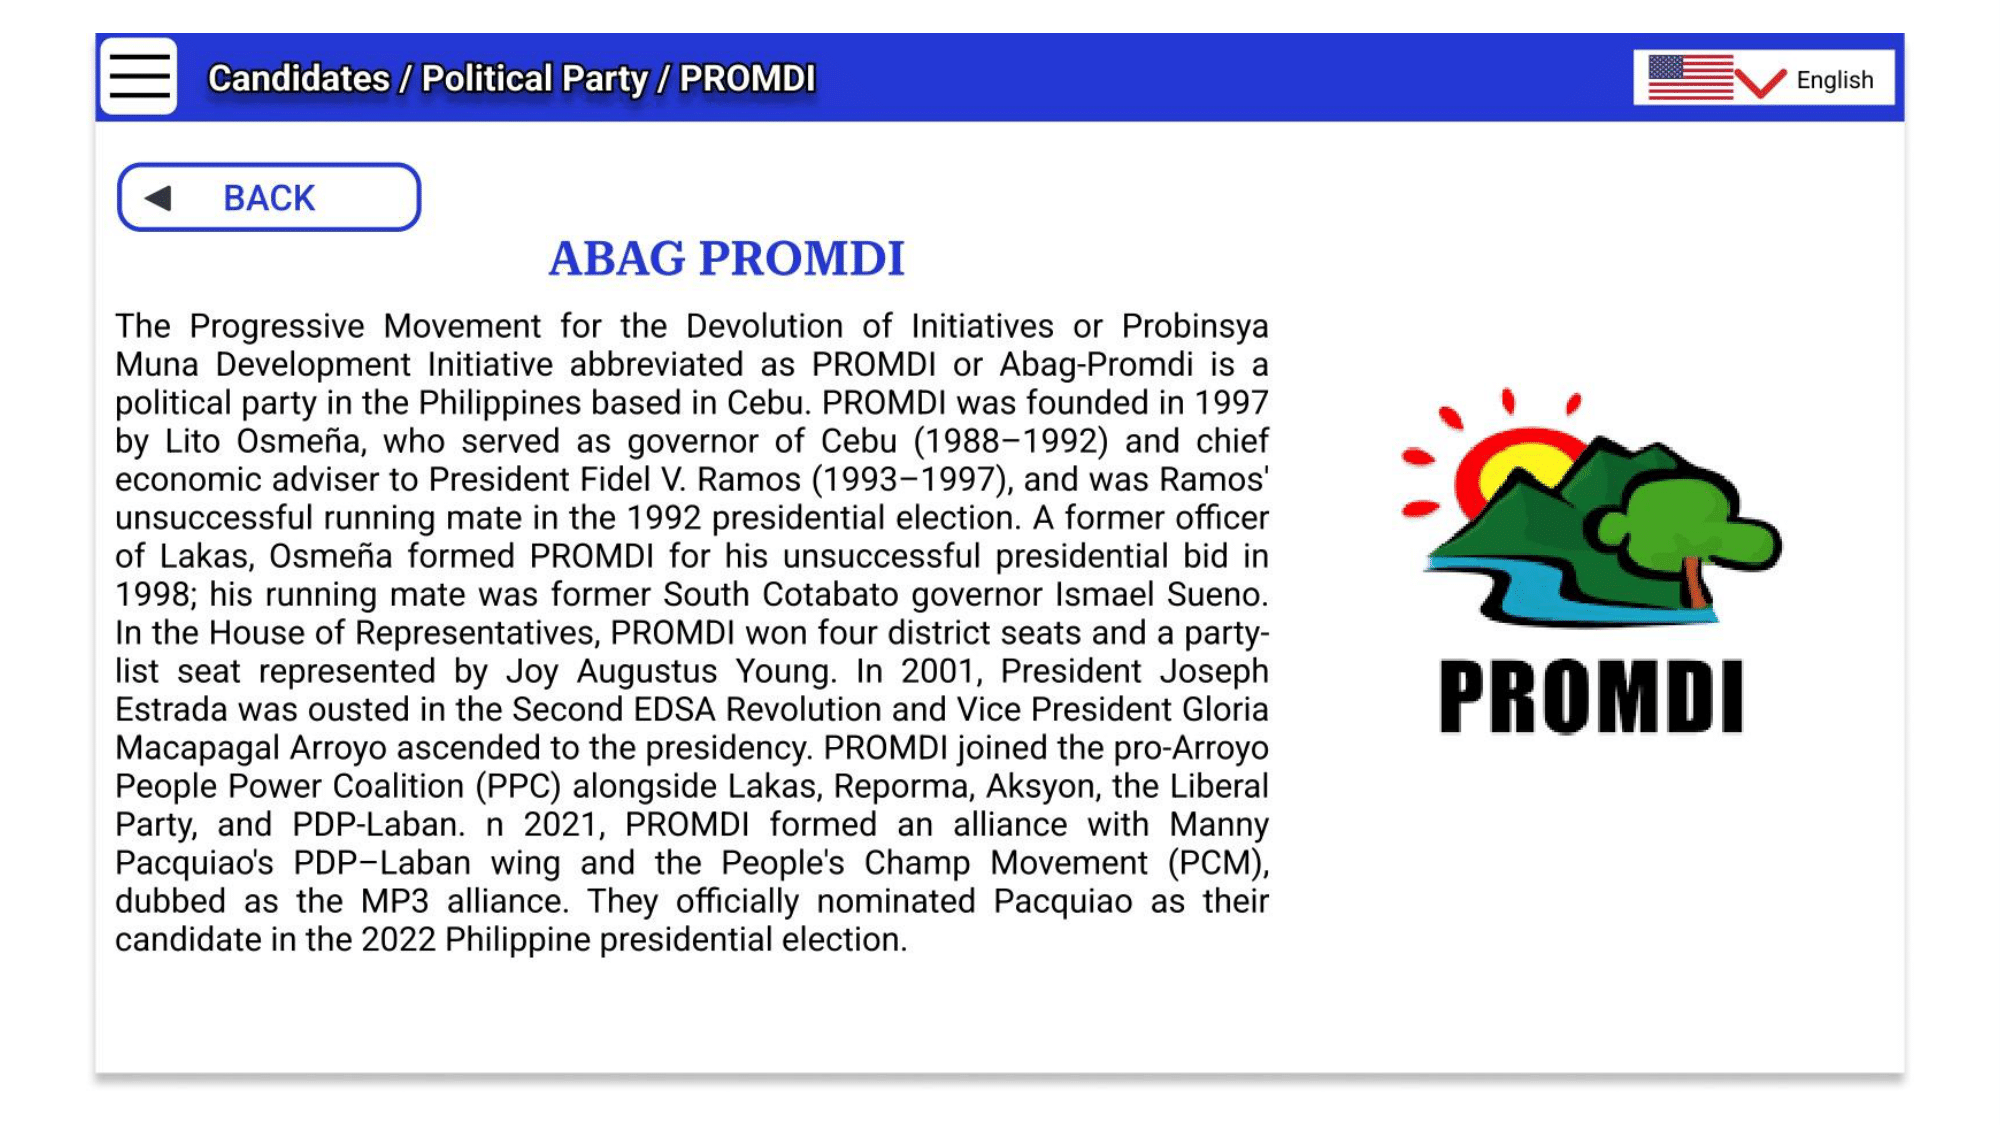 Candidates / Political Party / PROMDI
English
BACK
ABAG PROMDI
The Progressive Movement for the Devolution of Initiatives or Probinsya
Muna Development Initiative abbreviated as PROMDI or Abag-Promdi is a
political party in the Philippines based in Cebu. PROMDI was founded in 1997
by Lito Osmeña, who served as governor of Cebu (1988–1992) and chief
economic adviser to President Fidel V. Ramos (1993–1997), and was Ramos'
unsuccessful running mate in the 1992 presidential election. A former officer
of Lakas, Osmeña formed PROMDI for his unsuccessful presidential bid in
1998; his running mate was former South Cotabato governor Ismael Sueno.
In the House of Representatives, PROMDI won four district seats and a party-
list seat represented by Joy Augustus Young. In 2001, President Joseph
Estrada was ousted in the Second EDSA Revolution and Vice President Gloria
Macapagal Arroyo ascended to the presidency. PROMDI joined the pro-Arroyo
People Power Coalition (PPC) alongside Lakas, Reporma, Aksyon, the Liberal
Party, and PDP-Laban. n 2021, PROMDI formed an alliance with Manny
Pacquiao's PDP–Laban wing and the People's Champ Movement (PCM),
dubbed as the MP3 alliance. They officially nominated Pacquiao as their
candidate in the 2022 Philippine presidential election.
PROMDI